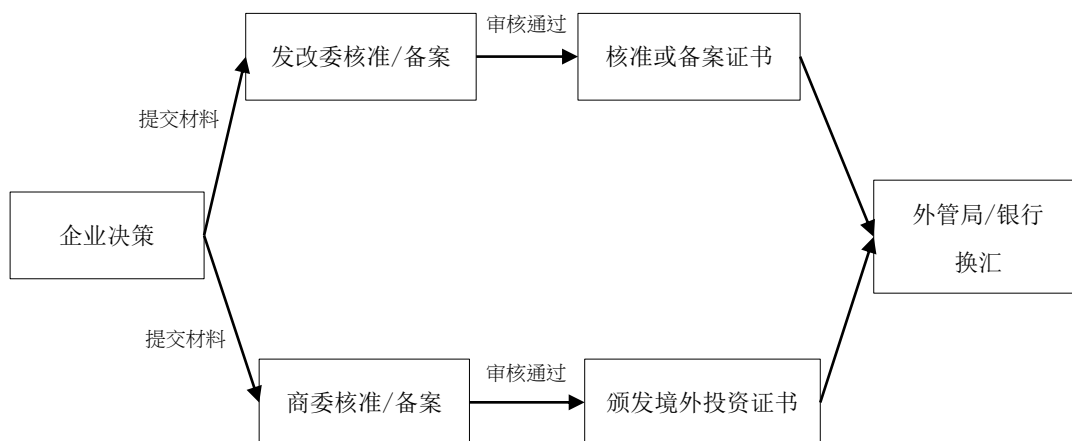 审核通过
发改委核准/备案
核准或备案证书
提交材料
企业决策
外管局/银行
换汇
提交材料
审核通过
商委核准/备案
颁发境外投资证书